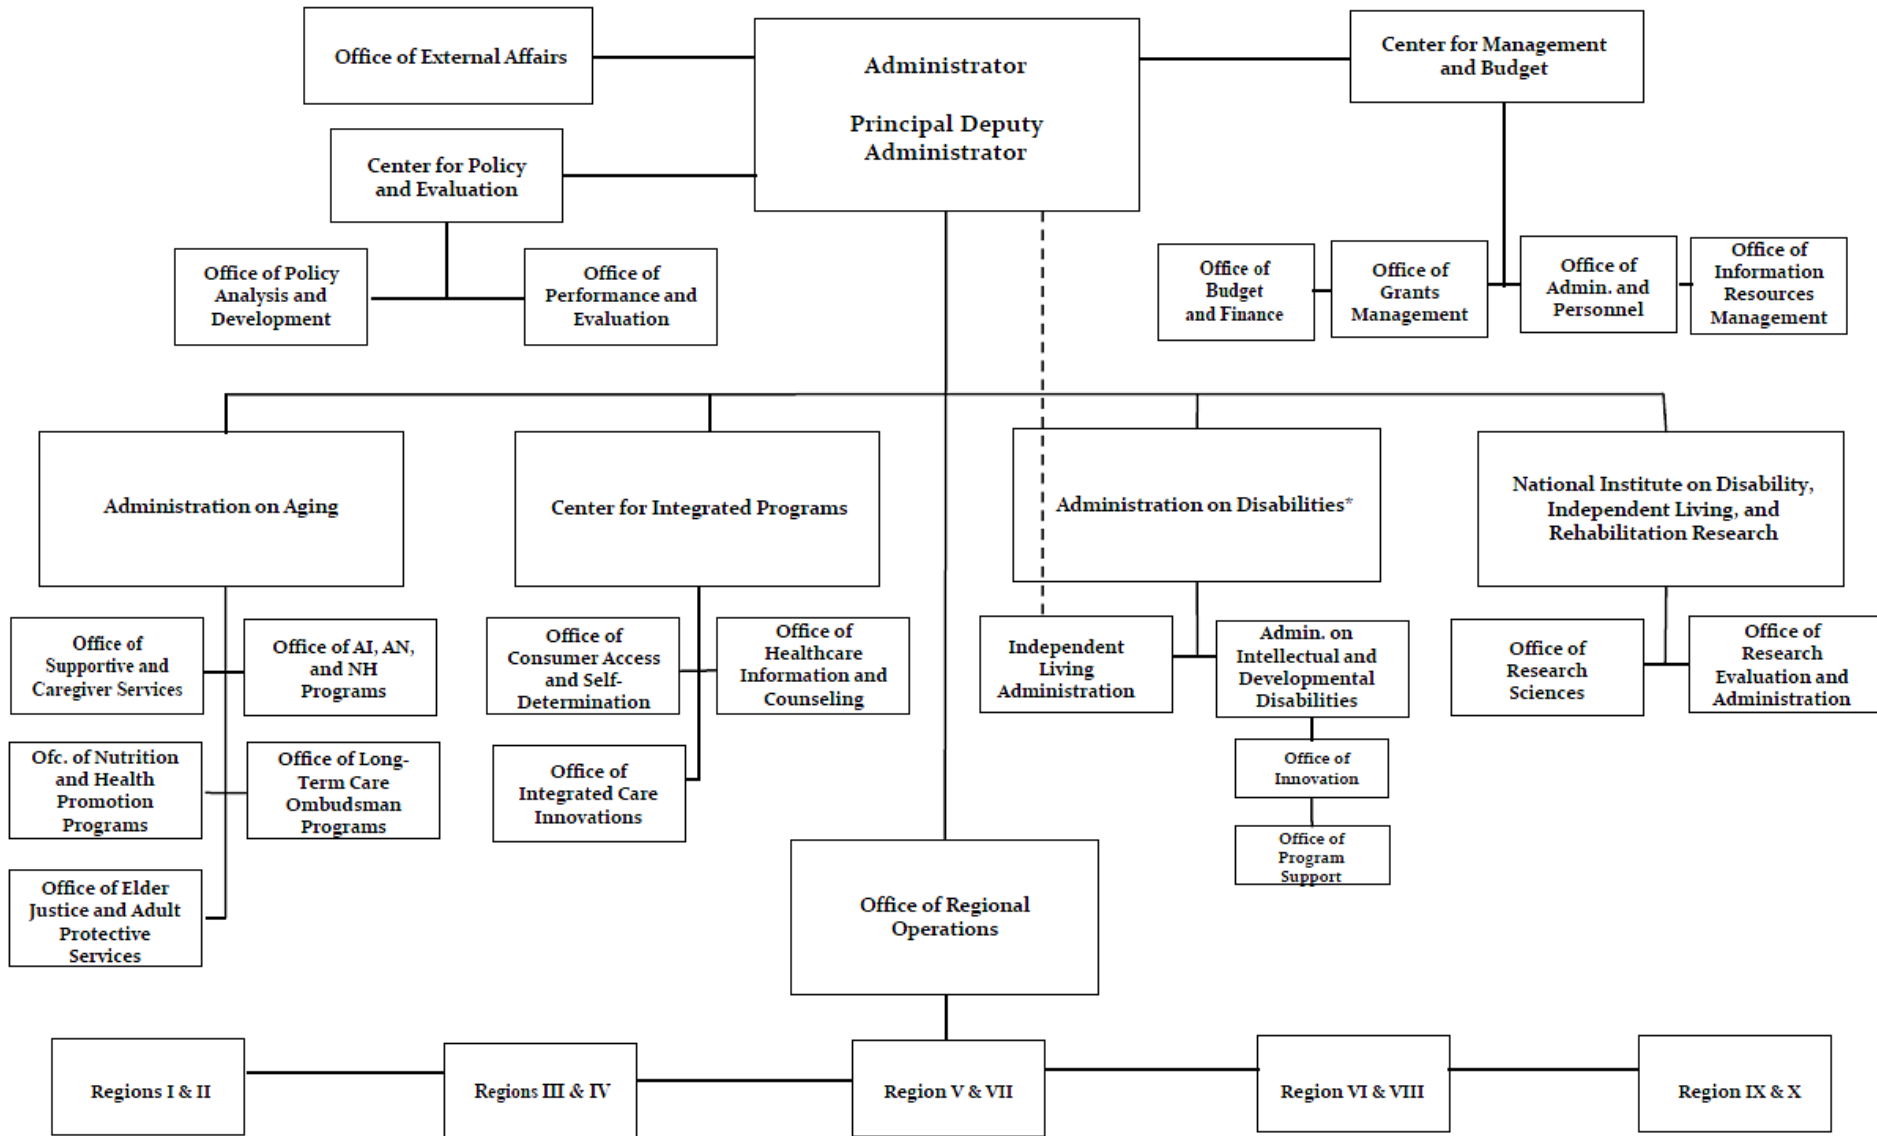 Office of External Affairs
Administrator
Principal Deputy
Administrator
Center for Management
and Budget
Center for Policy
and Evaluation
Office of Policy
Analysis and
Development
Office of
Performance and
Evaluation
Office of
Budget
and Finance
Office of
Grants
Management
Office of
Admin. and
Personnel
Office of
Information
Resources
Management
Administration on Aging
Center for Integrated Programs
Administration on Disabilities*
National Institute on Disability,
Independent Living, and
Rehabilitation Research
Office of
Supportive and
Caregiver Services
Office of AI, AN,
and NH
Programs
Office of
Consumer Access
and Self-
Determination
Office of
Healthcare
Information and
Counseling
Independent
Living
Administration
Admin. on
Intellectual and
Developmental
Disabilities
Office of
Research
Sciences
Office of
Research
Evaluation and
Administration
Ofc. of Nutrition
and Health
Promotion
Programs
Office of Long-
Term Care
Ombudsman
Programs
Office of
Integrated Care
Innovations
Office of
Innovation
Office of
Program
Support
Office of Elder
Justice and Adult
Protective
Services
Office of Regional
Operations
Regions I & II
Regions III & IV
Region V & VII
Region VI & VIII
Region IX & X